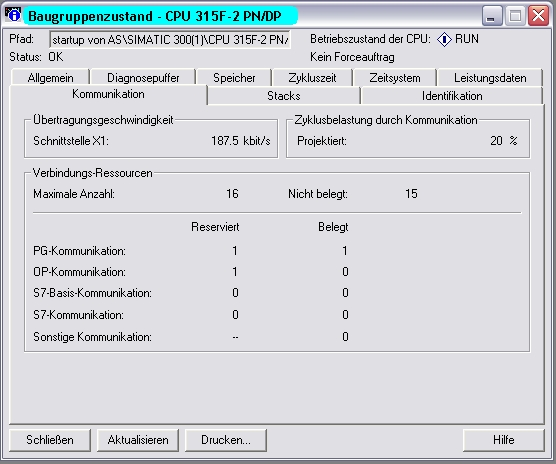 Baugruppenzustand - CPU 315F-2 PN/DP
Pfad: startup von AS\SIMATIC 300(1)\CPU 315F-2 PN/ Betriebszustand der CPU: RUN
Status: OK Kein Forceauftrag
Allgemein Diagnosepuffer Speicher Zykluszeit Zeitsystem Leistungsdaten
Kommunikation Stacks Identifikation
Übertragungsgeschwindigkeit Zyklusbelastung durch Kommunikation
Schnittstelle X1: 187.5 kbit/s Projektiert: 20 %
Verbindungs-Ressourcen
Maximale Anzahl: 16 Nicht belegt: 15
Reserviert Belegt
PG-Kommunikation: 1 1
OP-Kommunikation: 1 0
S7-Basis-Kommunikation: 0 0
S7-Kommunikation: 0 0
Sonstige Kommunikation: -- 0
Schließen Aktualisieren Drucken... Hilfe